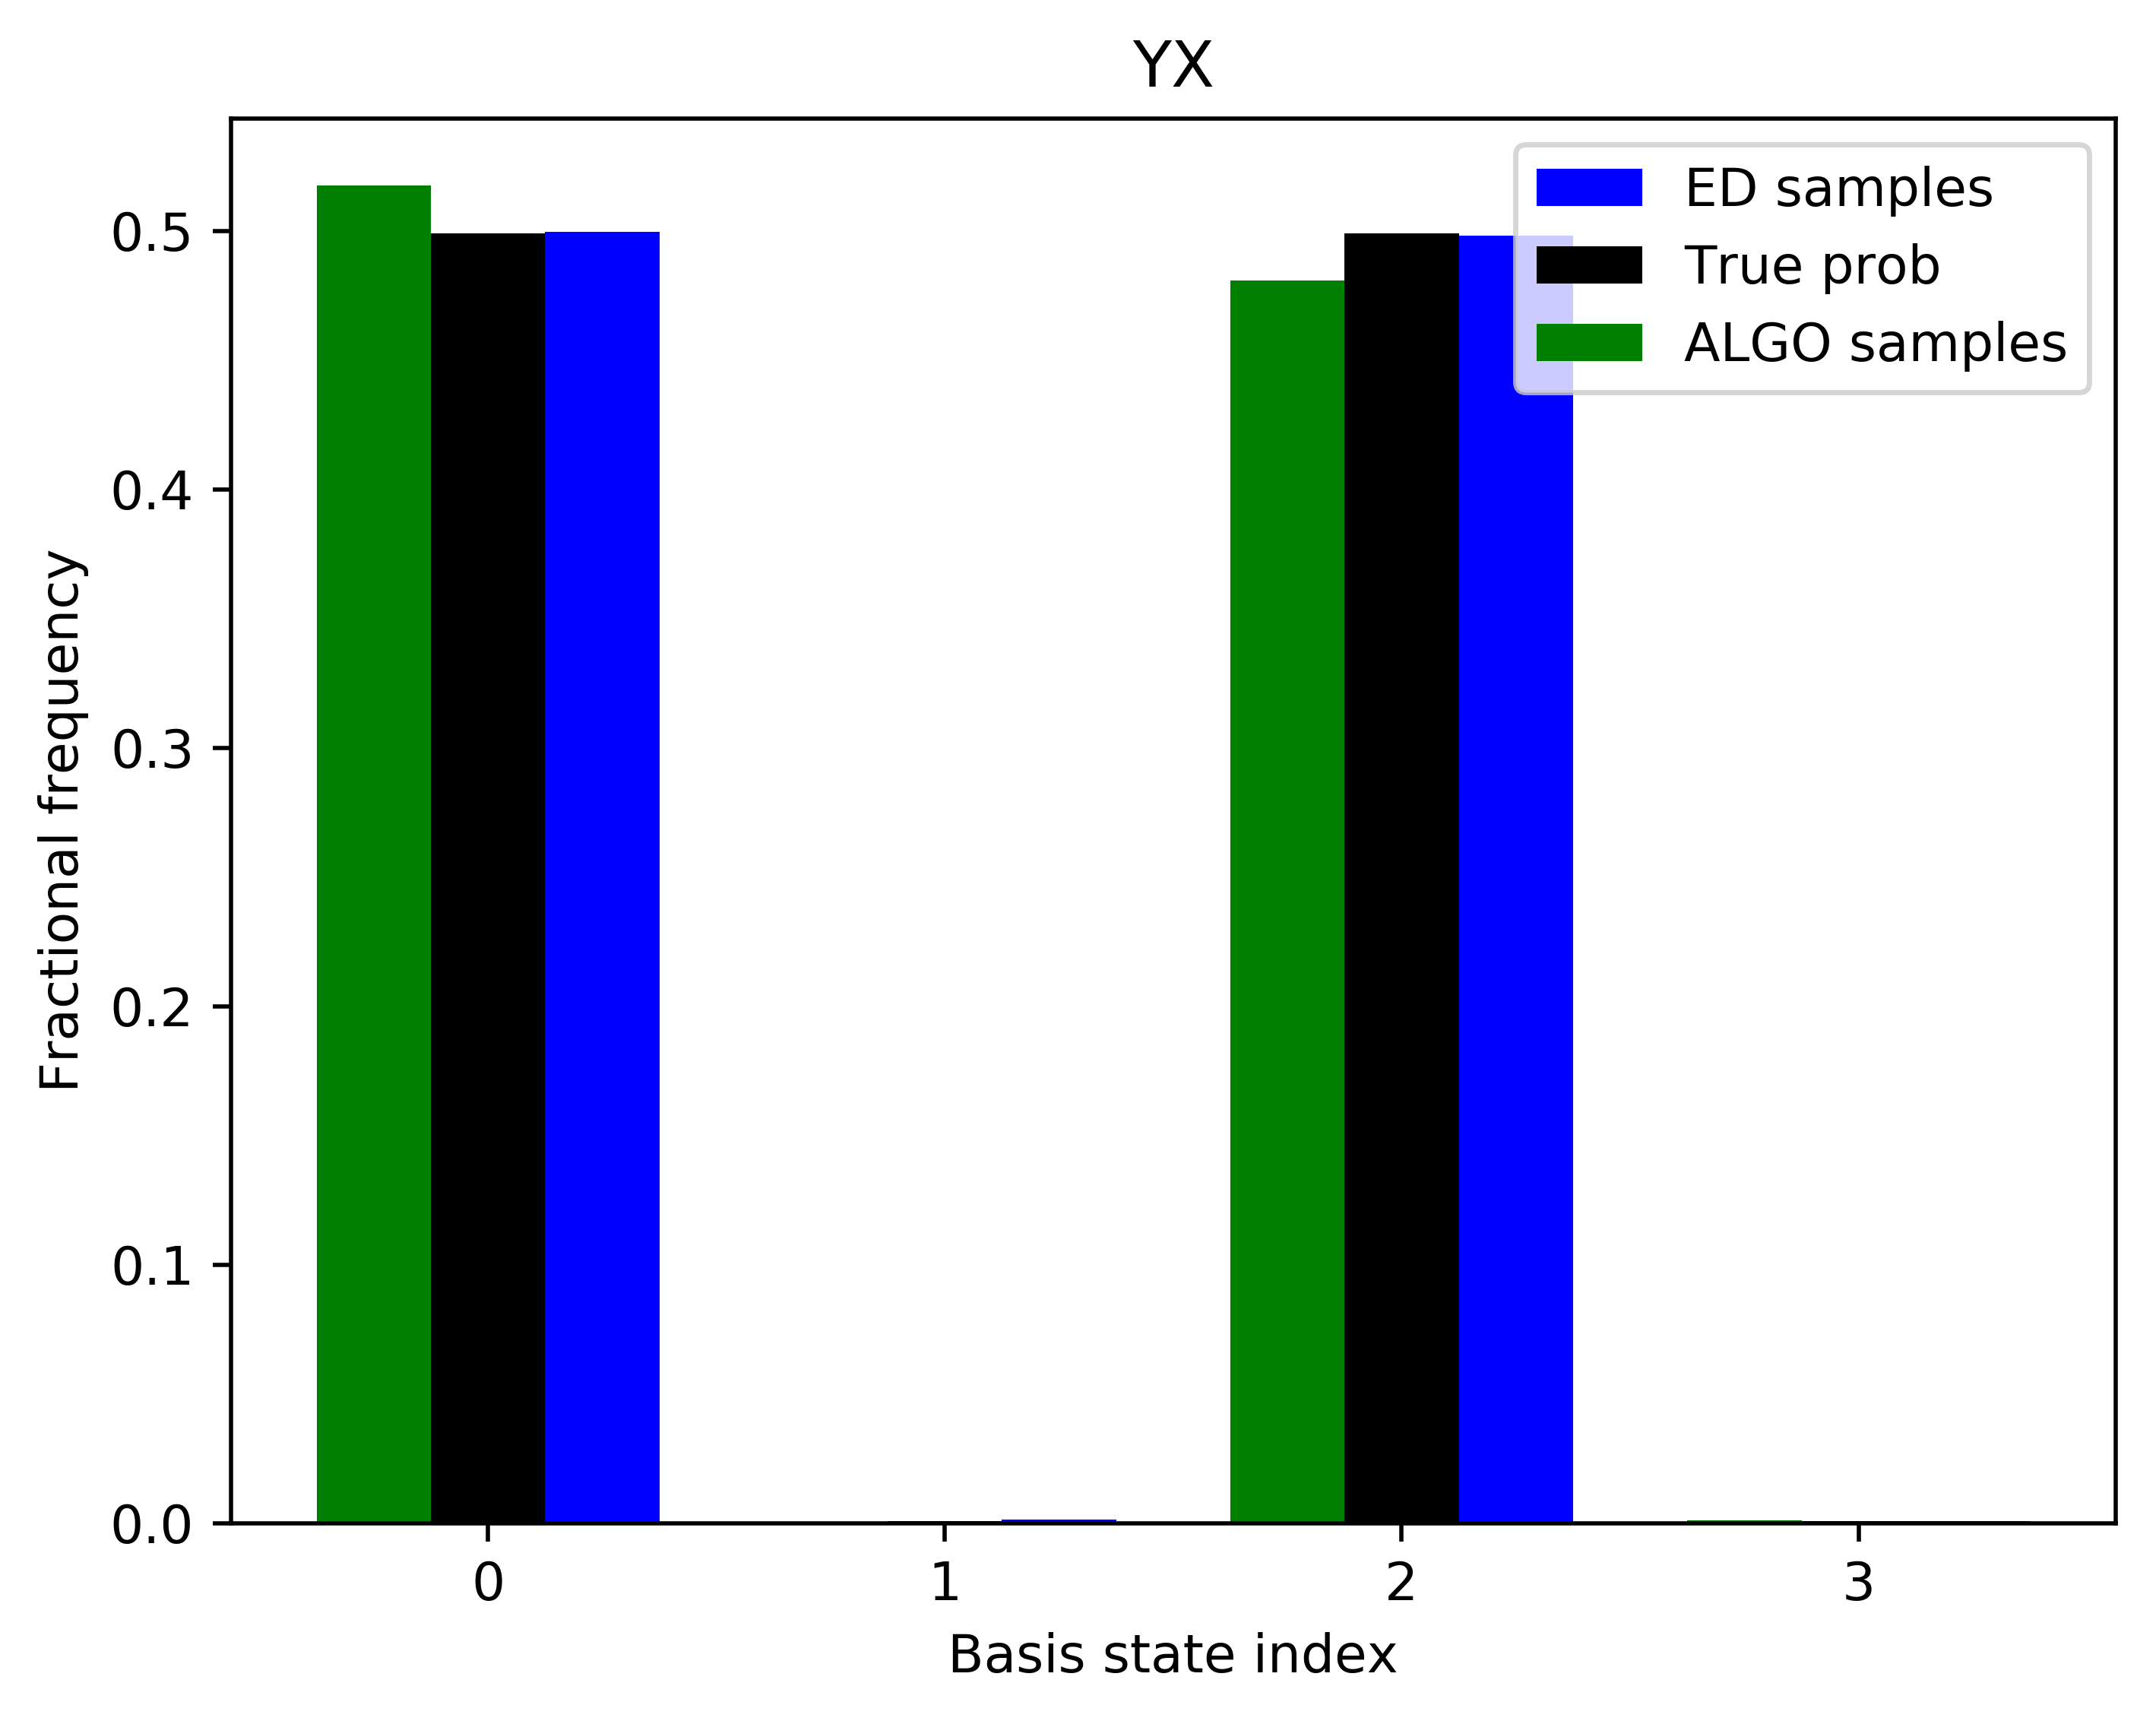 YX
ED samples
True prob
ALGO samples
0.5
0.4
0.3
0.2
0.1
0.0
Fractional frequency
0 1 2 3
Basis state index